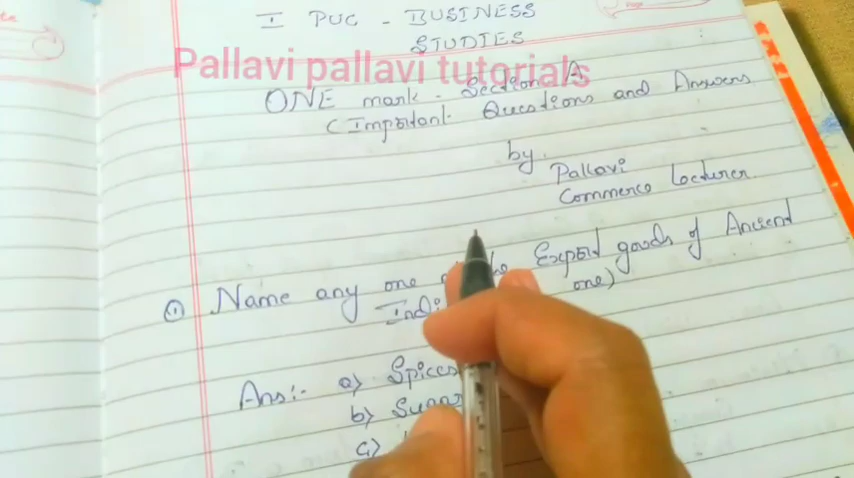 I PUC - BUSINESS
STUDIES
Pallavi pallavi tutorials
ONE mark - Section A
(Important Questions and Answers
by
Pallavi
Commerce Lecturer
① Name any one Export goods of Ancient
one)
Ans:- a) Spices
b)
c)